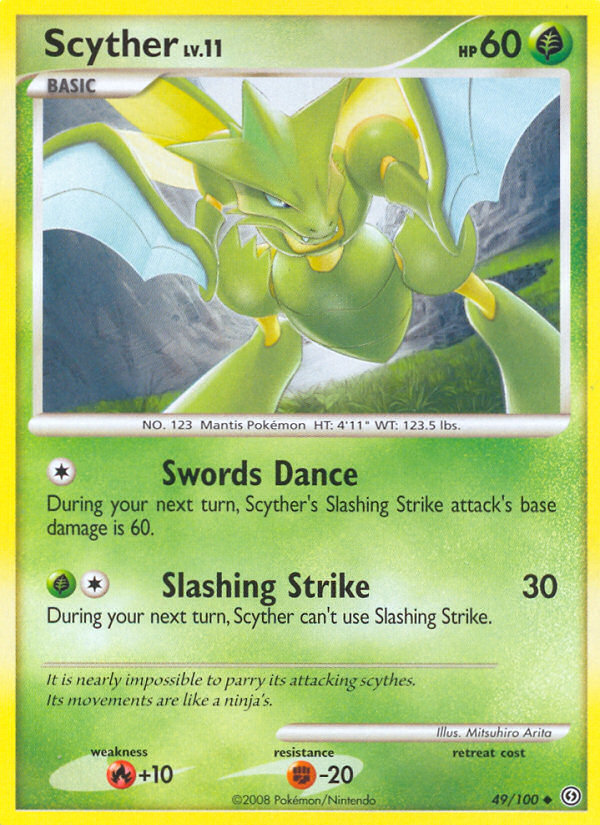 Scyther LV.11 HP 60
BASIC
NO. 123 Mantis Pokémon HT: 4'11" WT: 123.5 lbs.
Swords Dance
During your next turn, Scyther's Slashing Strike attack's base
damage is 60.
Slashing Strike 30
During your next turn, Scyther can't use Slashing Strike.
It is nearly impossible to parry its attacking scythes.
Its movements are like a ninja's.
Illus. Mitsuhiro Arita
weakness resistance retreat cost
+10 -20
©2008 Pokémon/Nintendo 49/100